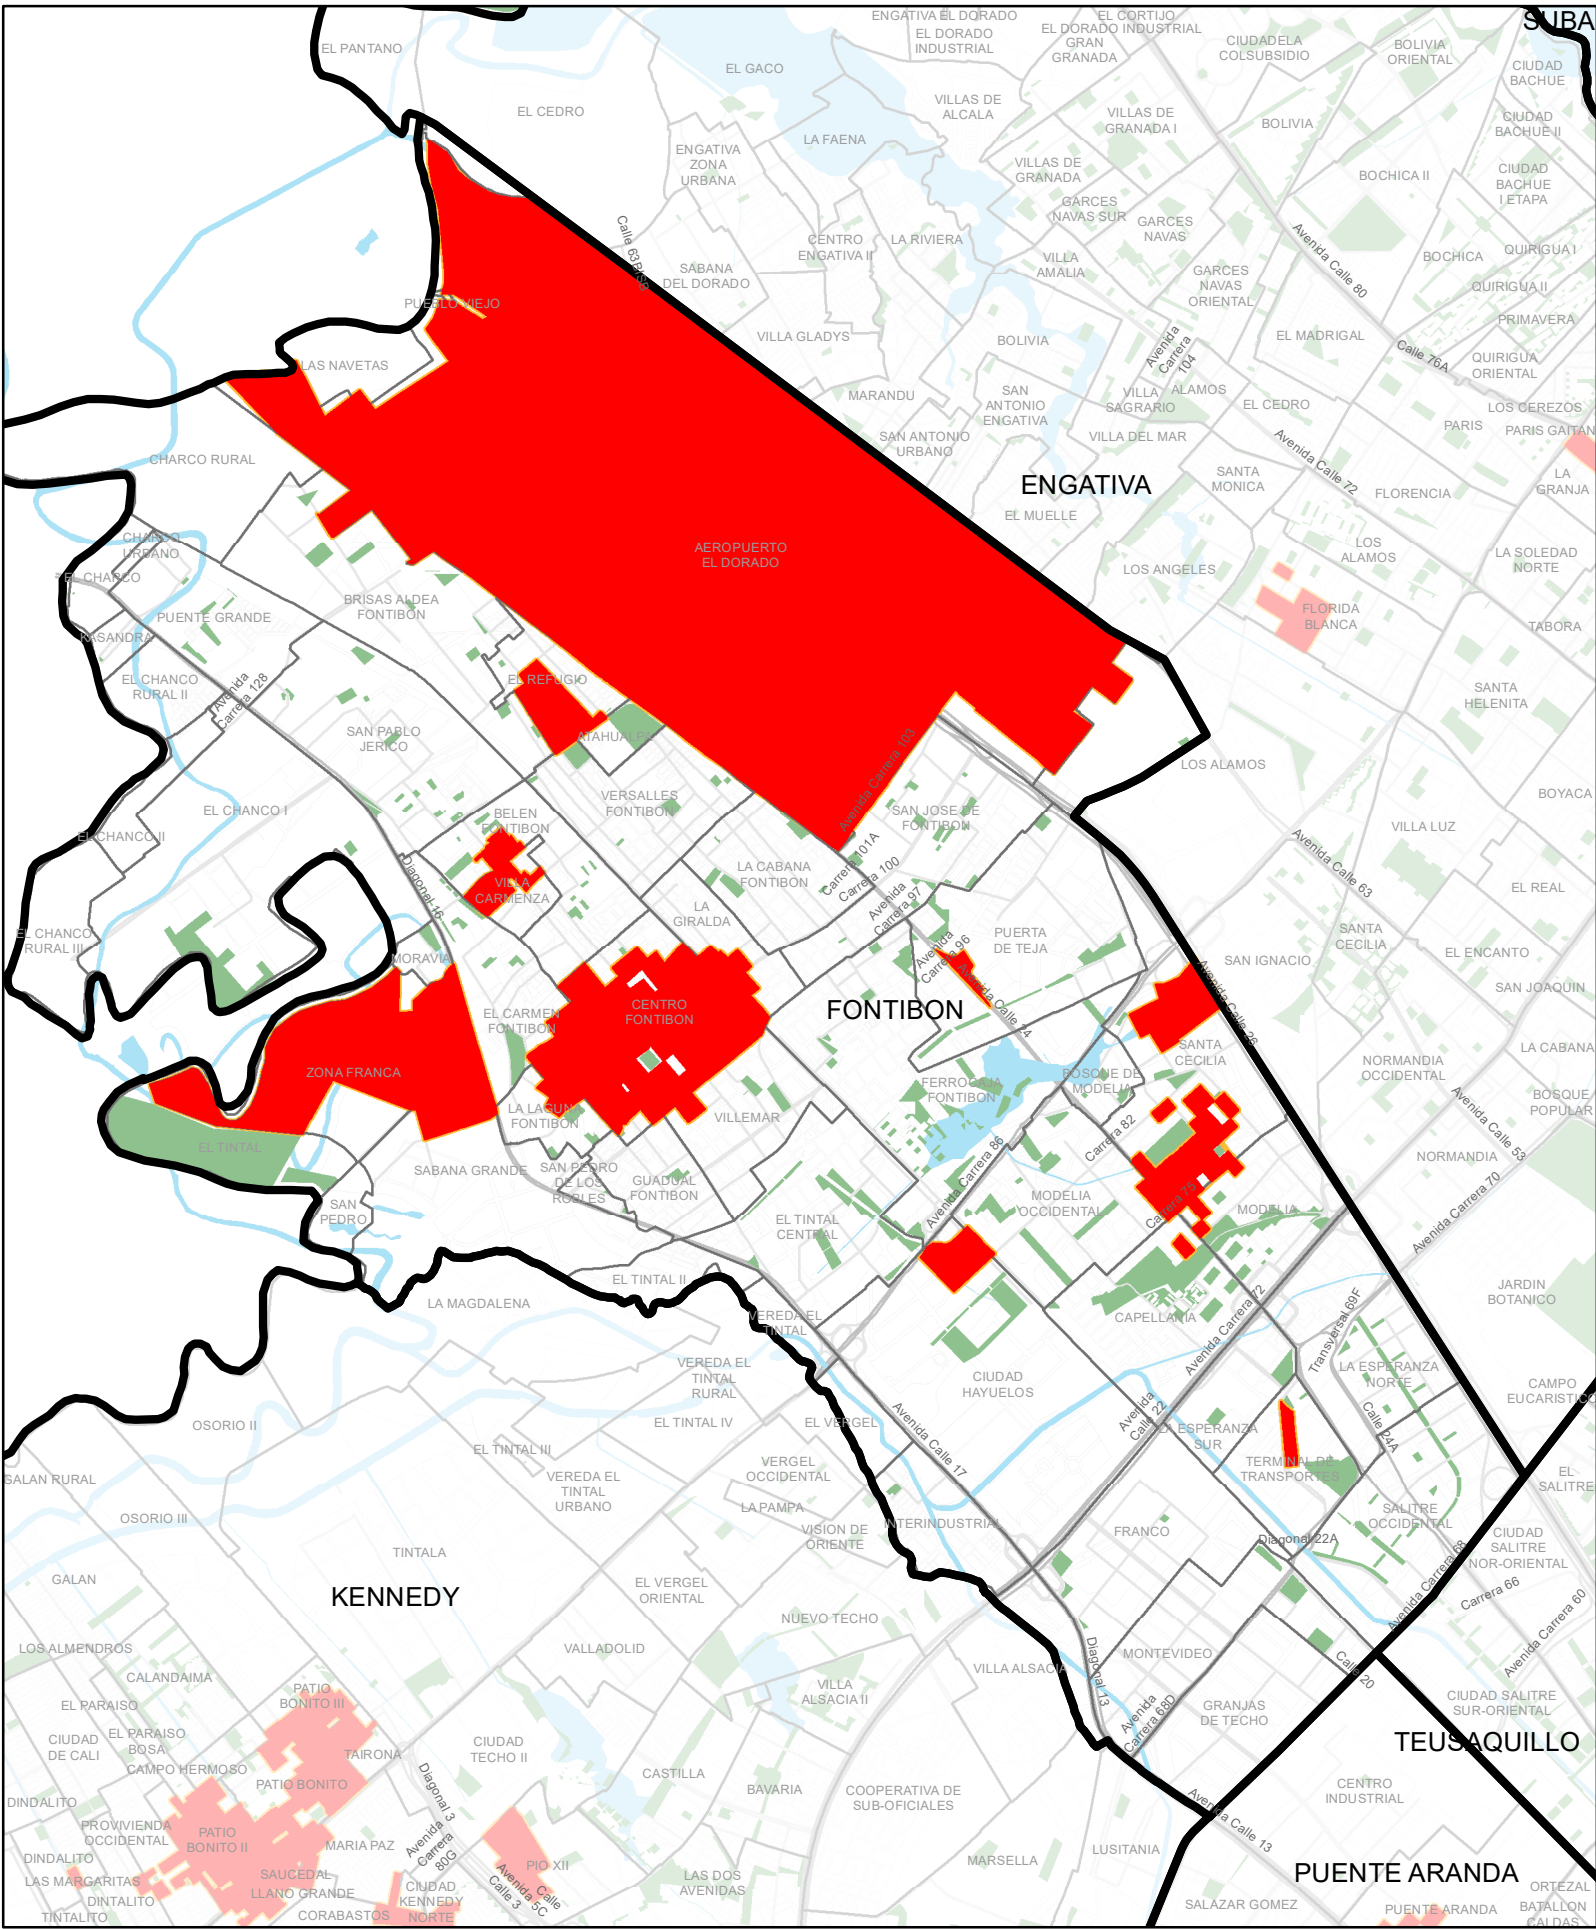 ENGATIVA EL DORADO
EL DORADO
INDUSTRIAL
EL CORTIJO
EL DORADO INDUSTRIAL
GRAN
GRANADA
CIUDADELA
COLSUBSIDIO
BOLIVIA
ORIENTAL
SUBA
CIUDAD
BACHUE
EL PANTANO
EL GACO
EL CEDRO
VILLAS DE
ALCALA
VILLAS DE
GRANADA I
BOLIVIA
CIUDAD
BACHUE II
LA FAENA
ENGATIVA
ZONA
URBANA
VILLAS DE
GRANADA
BOCHICA II
CIUDAD
BACHUE
I ETAPA
GARCES
NAVAS SUR
GARCES
NAVAS
Calle 63B
CENTRO
ENGATIVA II
LA RIVIERA
VILLA
AMALIA
Avenida Calle 80
BOCHICA
QUIRIGUA I
SABANA
DEL DORADO
GARCES
NAVAS
ORIENTAL
QUIRIGUA II
PUEBLO VIEJO
PRIMAVERA
VILLA GLADYS
BOLIVIA
Avenida
Carrera
104
EL MADRIGAL
Calle 76A
QUIRIGUA
ORIENTAL
LAS NAVETAS
MARANDU
SAN
ANTONIO
ENGATIVA
VILLA
SAGRARIO
ALAMOS
EL CEDRO
LOS CEREZOS
PARIS
PARIS GAITAN
SAN ANTONIO
URBANO
VILLA DEL MAR
Avenida Calle 72
CHARCO RURAL
ENGATIVA
SANTA
MONICA
FLORENCIA
LA
GRANJA
EL MUELLE
CHARCO
URBANO
AEROPUERTO
EL DORADO
LOS
ALAMOS
LA SOLEDAD
NORTE
EL CHARCO
LOS ANGELES
BRISAS ALDEA
FONTIBON
PUENTE GRANDE
FLORIDA
BLANCA
TABORA
KASANDRA
EL CHANCO
RURAL II
Avenida
Carrera 128
EL REFUGIO
SANTA
HELENITA
SAN PABLO
JERICO
ATAHUALPA
Avenida Carrera 103
LOS ALAMOS
EL CHANCO I
VERSALLES
FONTIBON
SAN JOSE DE
FONTIBON
BOYACA
BELEN
FONTIBON
EL CHANCO II
VILLA LUZ
Avenida Calle 63
Diagonal 16
LA CABANA
FONTIBON
Carrera 101A
Carrera 100
Avenida
Carrera 97
VILLA
CARMENZA
EL REAL
LA
GIRALDA
EL CHANCO
RURAL III
Avenida
Carrera 96
PUERTA
DE TEJA
SANTA
CECILIA
MORAVIA
SAN IGNACIO
EL ENCANTO
Avenida Calle 24
Avenida Calle 26
SAN JOAQUIN
CENTRO
FONTIBON
FONTIBON
EL CARMEN
FONTIBON
SANTA
CECILIA
LA CABANA
NORMANDIA
OCCIDENTAL
ZONA FRANCA
FERROCAJA
FONTIBON
BOSQUE DE
MODELIA
BOSQUE
POPULAR
LA LAGUNA
FONTIBON
VILLEMAR
Carrera 82
Avenida Calle 53
EL TINTAL
NORMANDIA
SABANA GRANDE
SAN PEDRO
DE LOS
ROBLES
GUADUAL
FONTIBON
Avenida Carrera 86
Carrera 75
MODELIA
OCCIDENTAL
MODELIA
Avenida Carrera 70
SAN
PEDRO
EL TINTAL
CENTRAL
EL TINTAL II
JARDIN
BOTANICO
LA MAGDALENA
VEREDA EL
TINTAL
CAPELLANIA
Avenida Carrera 72
Transversal 69F
VEREDA EL
TINTAL
RURAL
CIUDAD
HAYUELOS
LA ESPERANZA
NORTE
CAMPO
EUCARISTICO
OSORIO II
EL TINTAL IV
EL VERGEL
Avenida Calle 17
Avenida
Calle 22
LA ESPERANZA
SUR
Calle 24A
EL TINTAL III
GALAN RURAL
VEREDA EL
TINTAL
URBANO
VERGEL
OCCIDENTAL
TERMINAL DE
TRANSPORTES
EL
SALITRE
LA PAMPA
OSORIO III
VISION DE
ORIENTE
INTERINDUSTRIAL
FRANCO
SALITRE
OCCIDENTAL
Diagonal 22A
TINTALA
CIUDAD
SALITRE
NOR-ORIENTAL
GALAN
KENNEDY
EL VERGEL
ORIENTAL
Avenida Carrera 68
Carrera 66
NUEVO TECHO
Avenida Carrera 60
LOS ALMENDROS
VALLADOLID
Diagonal 13
MONTEVIDEO
Calle 20
CALANDAIMA
VILLA ALSACIA
VILLA
ALSACIA II
PATIO
BONITO III
EL PARAISO
Avenida
Carrera 68D
GRANJAS
DE TECHO
CIUDAD SALITRE
SUR-ORIENTAL
CIUDAD
DE CALI
EL PARAISO
BOSA
TAIRONA
CIUDAD
TECHO II
TEUSAQUILLO
CAMPO HERMOSO
PATIO BONITO
Diagonal 3
CASTILLA
BAVARIA
COOPERATIVA DE
SUB-OFICIALES
CENTRO
INDUSTRIAL
DINDALITO
PROVIVIENDA
OCCIDENTAL
PATIO
BONITO II
MARIA PAZ
Avenida
Carrera
80G
Avenida Calle 13
DINDALITO
PIO XII
MARSELLA
LUSITANIA
LAS MARGARITAS
SAUCEDAL
LAS DOS
AVENIDAS
PUENTE ARANDA
LLANO GRANDE
CIUDAD
KENNEDY
NORTE
Avenida
Calle 3
Calle
5C
DINTALITO
TINTALITO
CORABASTOS
SALAZAR GOMEZ
PUENTE ARANDA
ORTEZAL
BATALLON
CALDAS